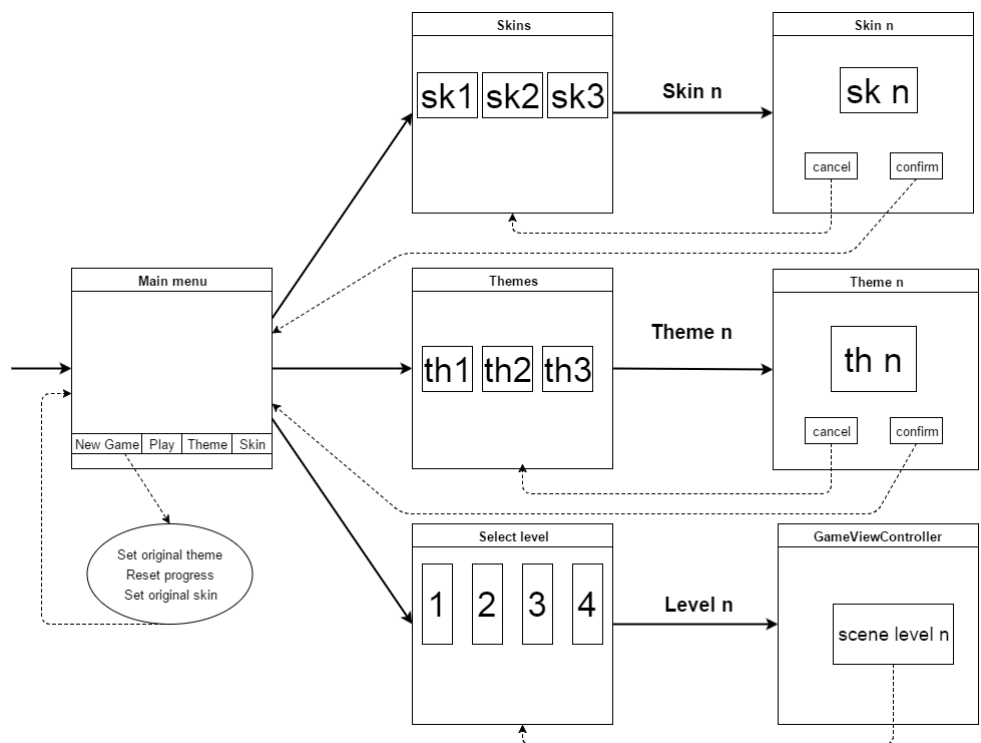 Skins
sk1 sk2 sk3
Skin n
Skin n
sk n
cancel confirm
Main menu
New Game Play Theme Skin
Set original theme
Reset progress
Set original skin
Themes
th1 th2 th3
Theme n
Theme n
th n
cancel confirm
Select level
1 2 3 4
Level n
GameViewController
scene level n